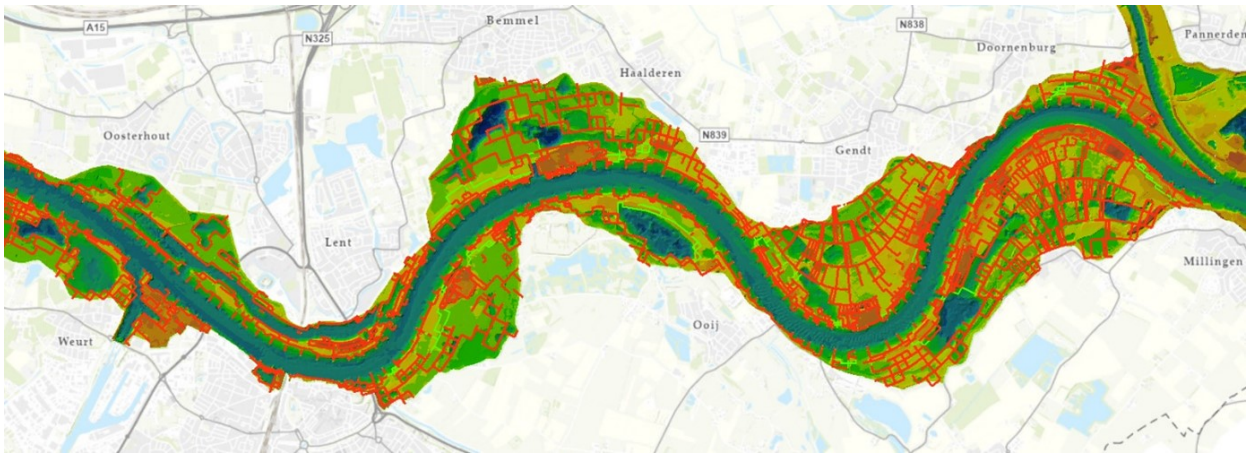 Bemmel
A15
N325
N838
Pannerden
Doornenburg
Haalderen
Oosterhout
N839
Gendt
Lent
Millingen
Ooij
Weurt